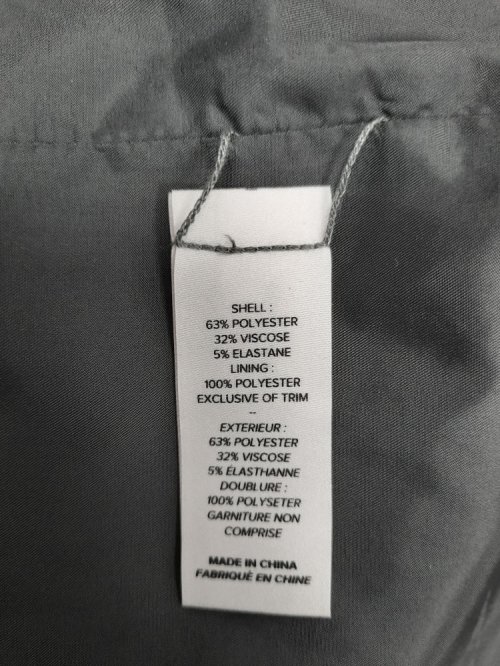 SHELL :
63% POLYESTER
32% VISCOSE
5% ELASTANE
LINING :
100% POLYESTER
EXCLUSIVE OF TRIM
--
EXTERIEUR :
63% POLYESTER
32% VISCOSE
5% ÉLASTHANNE
DOUBLURE :
100% POLYSETER
GARNITURE NON
COMPRISE
MADE IN CHINA
FABRIQUÉ EN CHINE